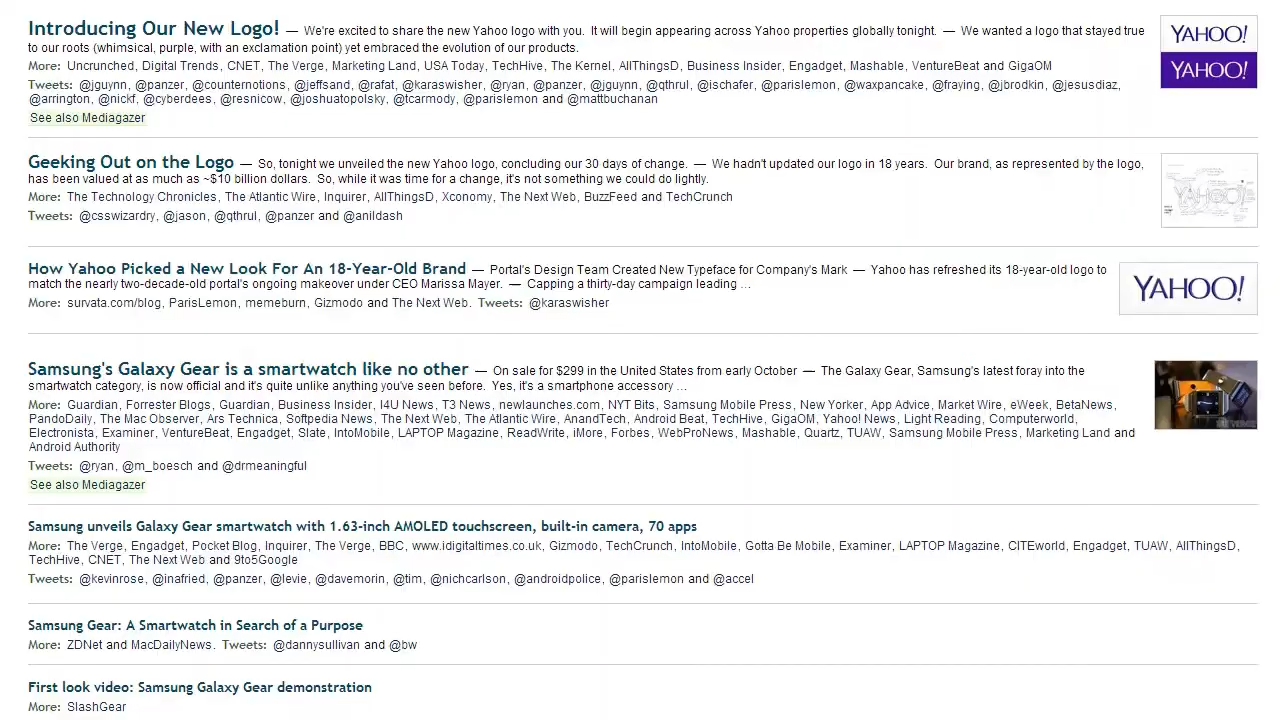 Introducing Our New Logo! — We're excited to share the new Yahoo logo with you. It will begin appearing across Yahoo properties globally tonight. — We wanted a logo that stayed true
to our roots (whimsical, purple, with an exclamation point) yet embraced the evolution of our products.
More: Uncrunched, Digital Trends, CNET, The Verge, Marketing Land, USA Today, TechHive, The Kernel, AllThingsD, Business Insider, Engadget, Mashable, VentureBeat and GigaOM
Tweets: @jguynn, @panzer, @counternotions, @jeffsand, @rafat, @karaswisher, @ryan, @panzer, @jguynn, @qthrul, @ischafer, @parislemon, @waxpancake, @fraying, @jbrodkin, @jesusdiaz,
@arrington, @nickf, @cyberdees, @resnicow, @joshuatopolsky, @tcarmody, @parislemon and @mattbuchanan
See also Mediagazer
YAHOO!
YAHOO!
Geeking Out on the Logo — So, tonight we unveiled the new Yahoo logo, concluding our 30 days of change. — We hadn't updated our logo in 18 years. Our brand, as represented by the logo,
has been valued at as much as ~$10 billion dollars. So, while it was time for a change, it's not something we could do lightly.
More: The Technology Chronicles, The Atlantic Wire, Inquirer, AllThingsD, Xconomy, The Next Web, BuzzFeed and TechCrunch
Tweets: @csswizardry, @jason, @qthrul, @panzer and @anildash
YAHOO!
How Yahoo Picked a New Look For An 18-Year-Old Brand — Portal's Design Team Created New Typeface for Company's Mark — Yahoo has refreshed its 18-year-old logo to
match the nearly two-decade-old portal's ongoing makeover under CEO Marissa Mayer. — Capping a thirty-day campaign leading ...
More: survata.com/blog, ParisLemon, memeburn, Gizmodo and The Next Web. Tweets: @karaswisher
YAHOO!
Samsung's Galaxy Gear is a smartwatch like no other — On sale for $299 in the United States from early October — The Galaxy Gear, Samsung's latest foray into the
smartwatch category, is now official and it's quite unlike anything you've seen before. Yes, it's a smartphone accessory ...
More: Guardian, Forrester Blogs, Guardian, Business Insider, I4U News, T3 News, newlaunches.com, NYT Bits, Samsung Mobile Press, New Yorker, App Advice, Market Wire, eWeek, BetaNews,
PandoDaily, The Mac Observer, Ars Technica, Softpedia News, The Next Web, The Atlantic Wire, AnandTech, Android Beat, TechHive, GigaOM, Yahoo! News, Light Reading, Computerworld,
Electronista, Examiner, VentureBeat, Engadget, Slate, IntoMobile, LAPTOP Magazine, ReadWrite, iMore, Forbes, WebProNews, Mashable, Quartz, TUAW, Samsung Mobile Press, Marketing Land and
Android Authority
Tweets: @ryan, @m_boesch and @drmeaningful
See also Mediagazer
Samsung unveils Galaxy Gear smartwatch with 1.63-inch AMOLED touchscreen, built-in camera, 70 apps
More: The Verge, Engadget, Pocket Blog, Inquirer, The Verge, BBC, www.idigitaltimes.co.uk, Gizmodo, TechCrunch, IntoMobile, Gotta Be Mobile, Examiner, LAPTOP Magazine, CITEworld, Engadget, TUAW, AllThingsD,
TechHive, CNET, The Next Web and 9to5Google
Tweets: @kevinrose, @inafried, @panzer, @levie, @davemorin, @tim, @nichcarlson, @androidpolice, @parislemon and @accel
Samsung Gear: A Smartwatch in Search of a Purpose
More: ZDNet and MacDailyNews. Tweets: @dannysullivan and @bw
First look video: Samsung Galaxy Gear demonstration
More: SlashGear